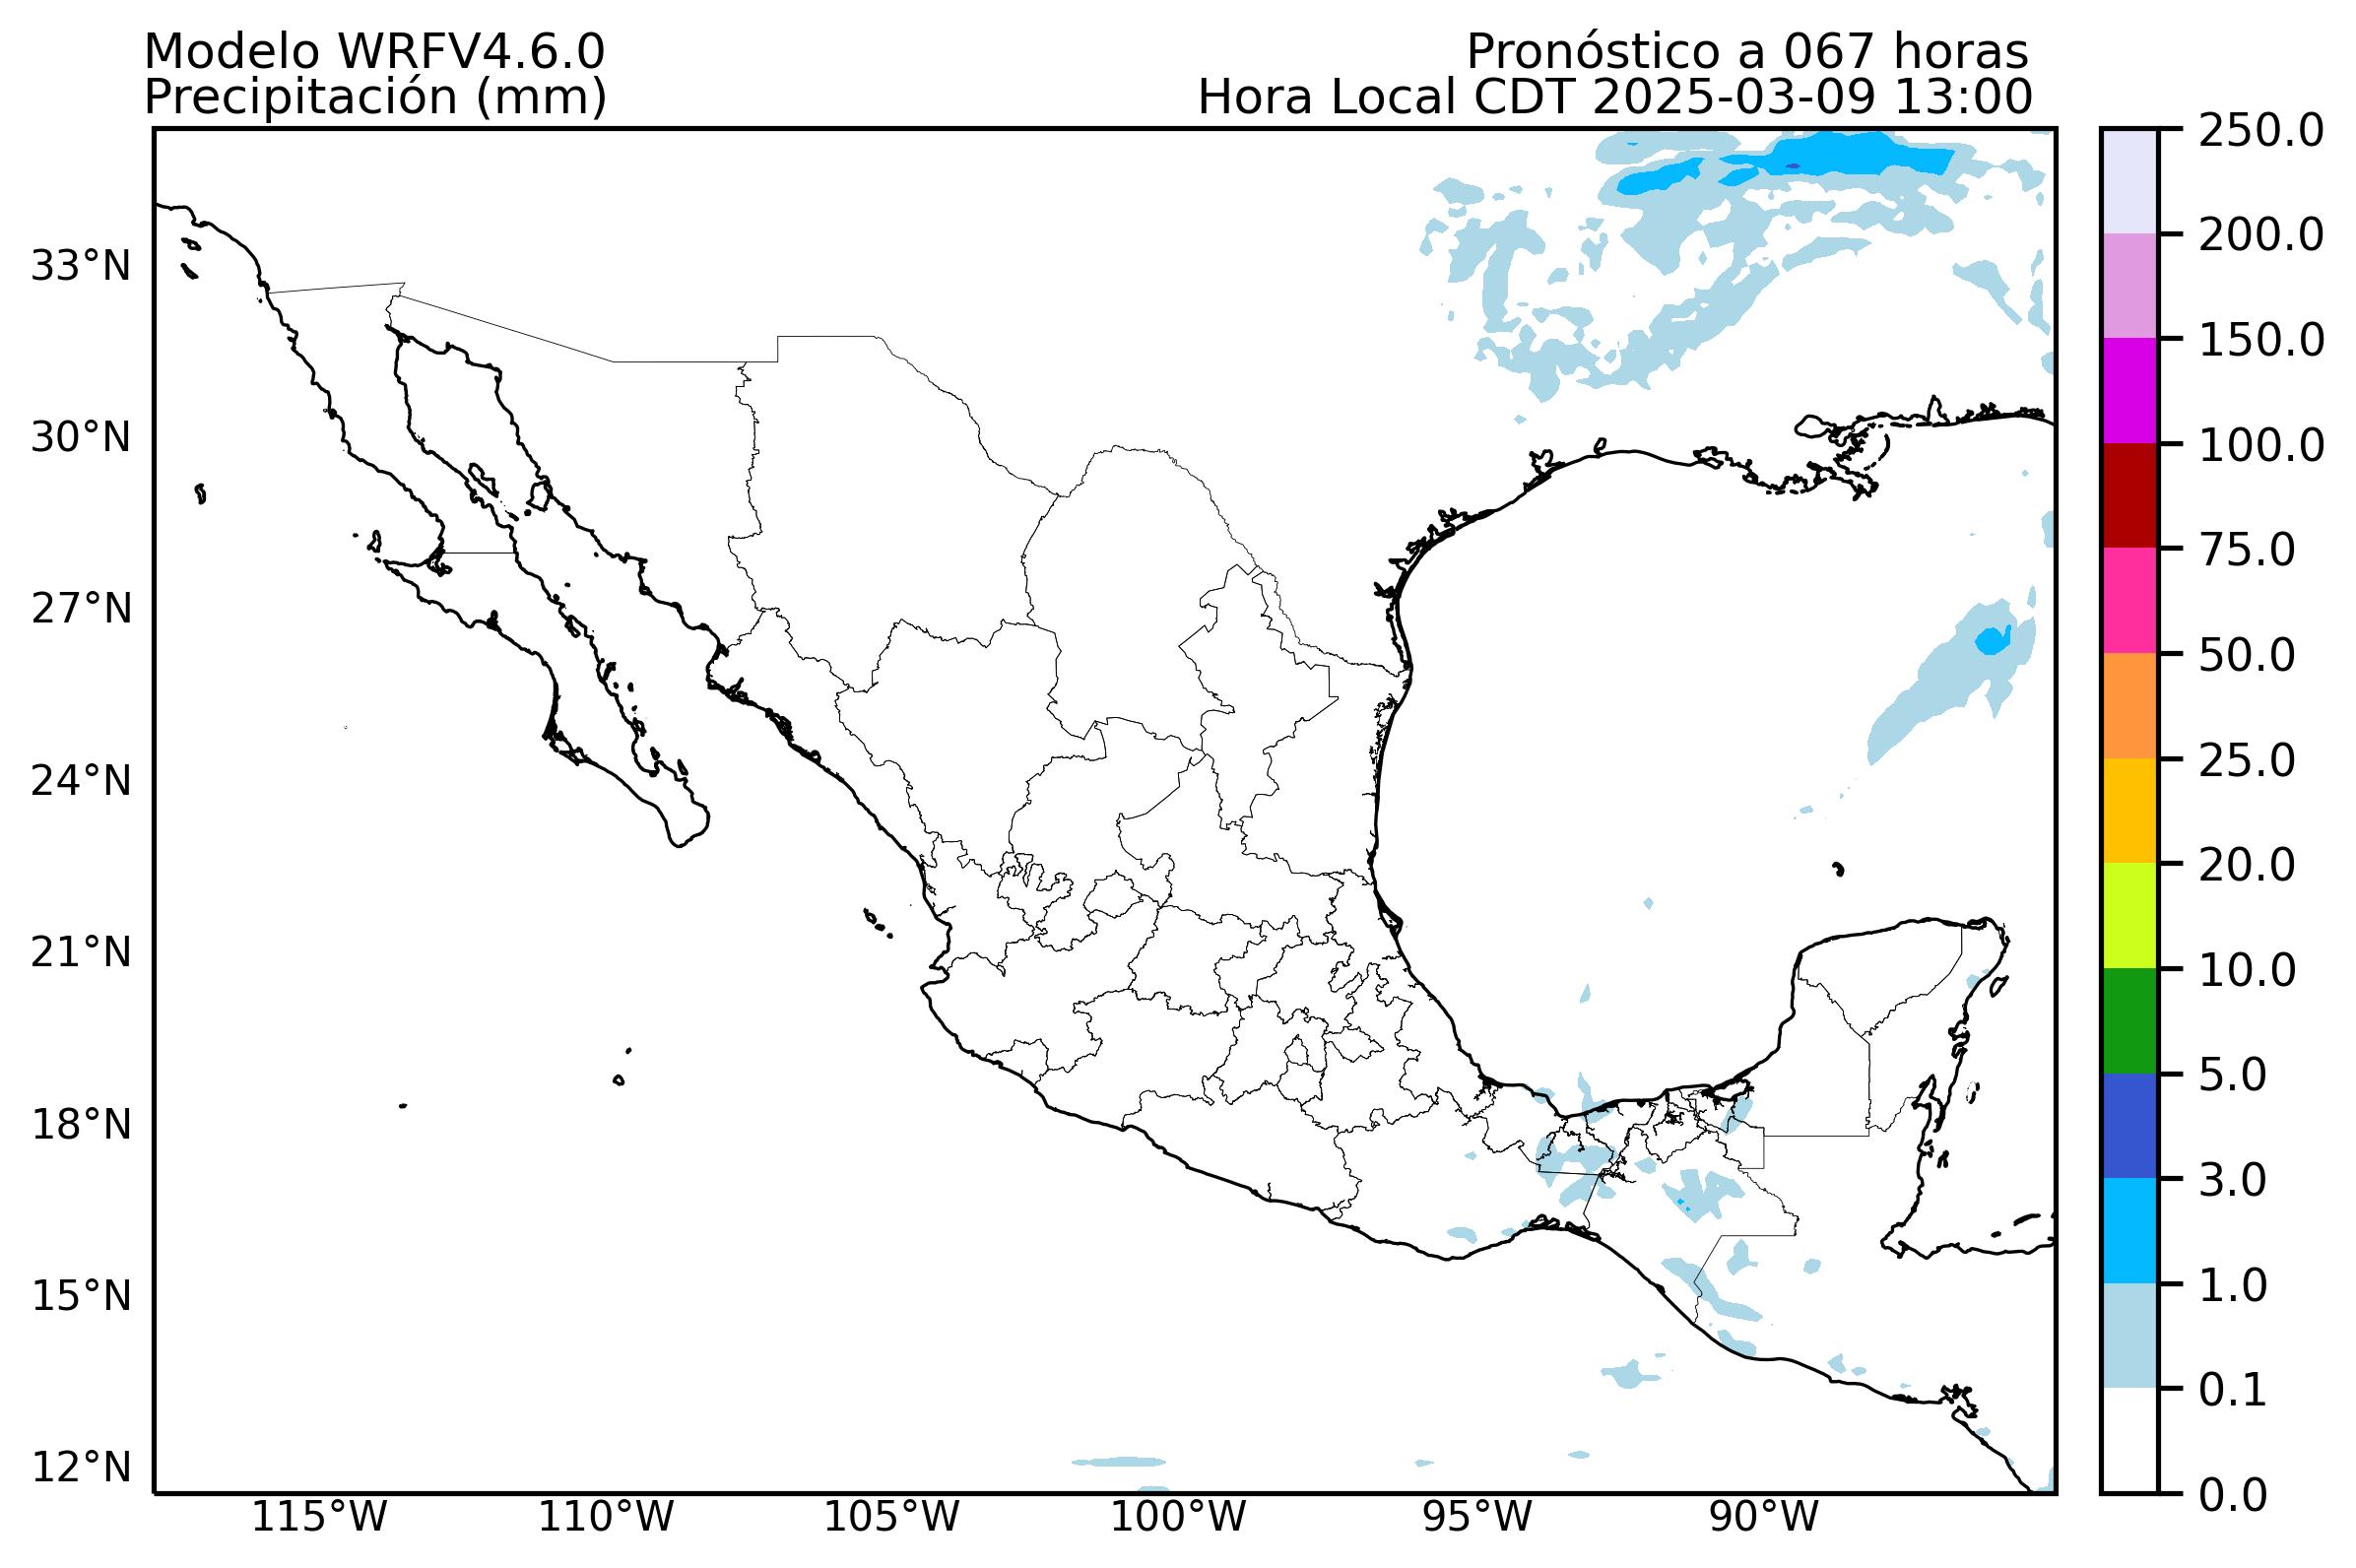 Modelo WRFV4.6.0
Precipitación (mm)
Pronóstico a 067 horas
Hora Local CDT 2025-03-09 13:00
33°N
30°N
27°N
24°N
21°N
18°N
15°N
12°N
115°W
110°W
105°W
100°W
95°W
90°W
250.0
200.0
150.0
100.0
75.0
50.0
25.0
20.0
10.0
5.0
3.0
1.0
0.1
0.0